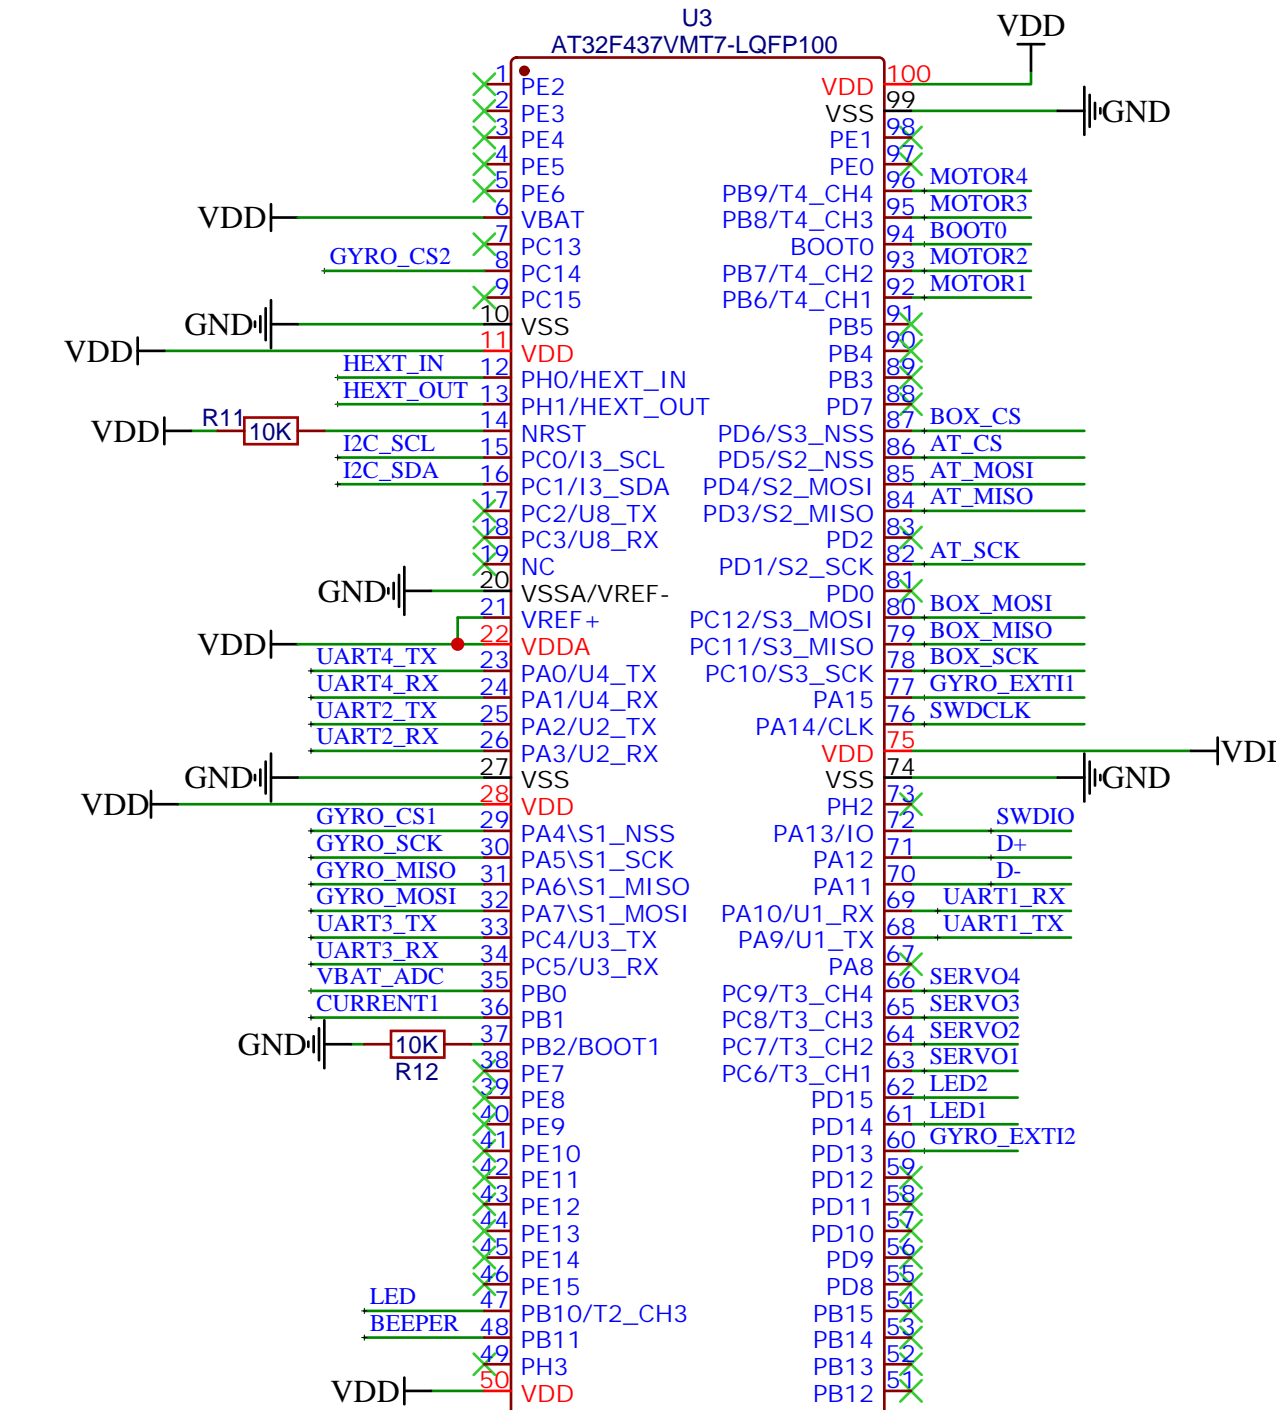 U3
AT32F437VMT7-LQFP100
VDD
1 PE2
2 PE3
3 PE4
4 PE5
5 PE6
VDD 6 VBAT
7 PC13
GYRO_CS2 8 PC14
9 PC15
GND 10 VSS
VDD 11 VDD
HEXT_IN 12 PH0/HEXT_IN
HEXT_OUT 13 PH1/HEXT_OUT
VDD R11 10K 14 NRST
I2C_SCL 15 PC0/I3_SCL
I2C_SDA 16 PC1/I3_SDA
17 PC2/U8_TX
18 PC3/U8_RX
19 NC
GND 20 VSSA/VREF-
21 VREF+
VDD 22 VDDA
UART4_TX 23 PA0/U4_TX
UART4_RX 24 PA1/U4_RX
UART2_TX 25 PA2/U2_TX
UART2_RX 26 PA3/U2_RX
GND 27 VSS
VDD 28 VDD
GYRO_CS1 29 PA4\S1_NSS
GYRO_SCK 30 PA5\S1_SCK
GYRO_MISO 31 PA6\S1_MISO
GYRO_MOSI 32 PA7\S1_MOSI
UART3_TX 33 PC4/U3_TX
UART3_RX 34 PC5/U3_RX
VBAT_ADC 35 PB0
CURRENT1 36 PB1
GND 10K 37 PB2/BOOT1
R12
38 PE7
39 PE8
40 PE9
41 PE10
42 PE11
43 PE12
44 PE13
45 PE14
46 PE15
LED 47 PB10/T2_CH3
BEEPER 48 PB11
49 PH3
VDD 50 VDD
VDD 100
VSS 99 GND
PE1 98
PE0 97
PB9/T4_CH4 96 MOTOR4
PB8/T4_CH3 95 MOTOR3
BOOT0 94 BOOT0
PB7/T4_CH2 93 MOTOR2
PB6/T4_CH1 92 MOTOR1
PB5 91
PB4 90
PB3 89
PD7 88
PD6/S3_NSS 87 BOX_CS
PD5/S2_NSS 86 AT_CS
PD4/S2_MOSI 85 AT_MOSI
PD3/S2_MISO 84 AT_MISO
PD2 83
PD1/S2_SCK 82 AT_SCK
PD0 81
PC12/S3_MOSI 80 BOX_MOSI
PC11/S3_MISO 79 BOX_MISO
PC10/S3_SCK 78 BOX_SCK
PA15 77 GYRO_EXTI1
PA14/CLK 76 SWDCLK
VDD 75 VDD
VSS 74 GND
PH2 73
PA13/IO 72 SWDIO
PA12 71 D+
PA11 70 D-
PA10/U1_RX 69 UART1_RX
PA9/U1_TX 68 UART1_TX
PA8 67
PC9/T3_CH4 66 SERVO4
PC8/T3_CH3 65 SERVO3
PC7/T3_CH2 64 SERVO2
PC6/T3_CH1 63 SERVO1
PD15 62 LED2
PD14 61 LED1
PD13 60 GYRO_EXTI2
PD12 59
PD11 58
PD10 57
PD9 56
PD8 55
PB15 54
PB14 53
PB13 52
PB12 51